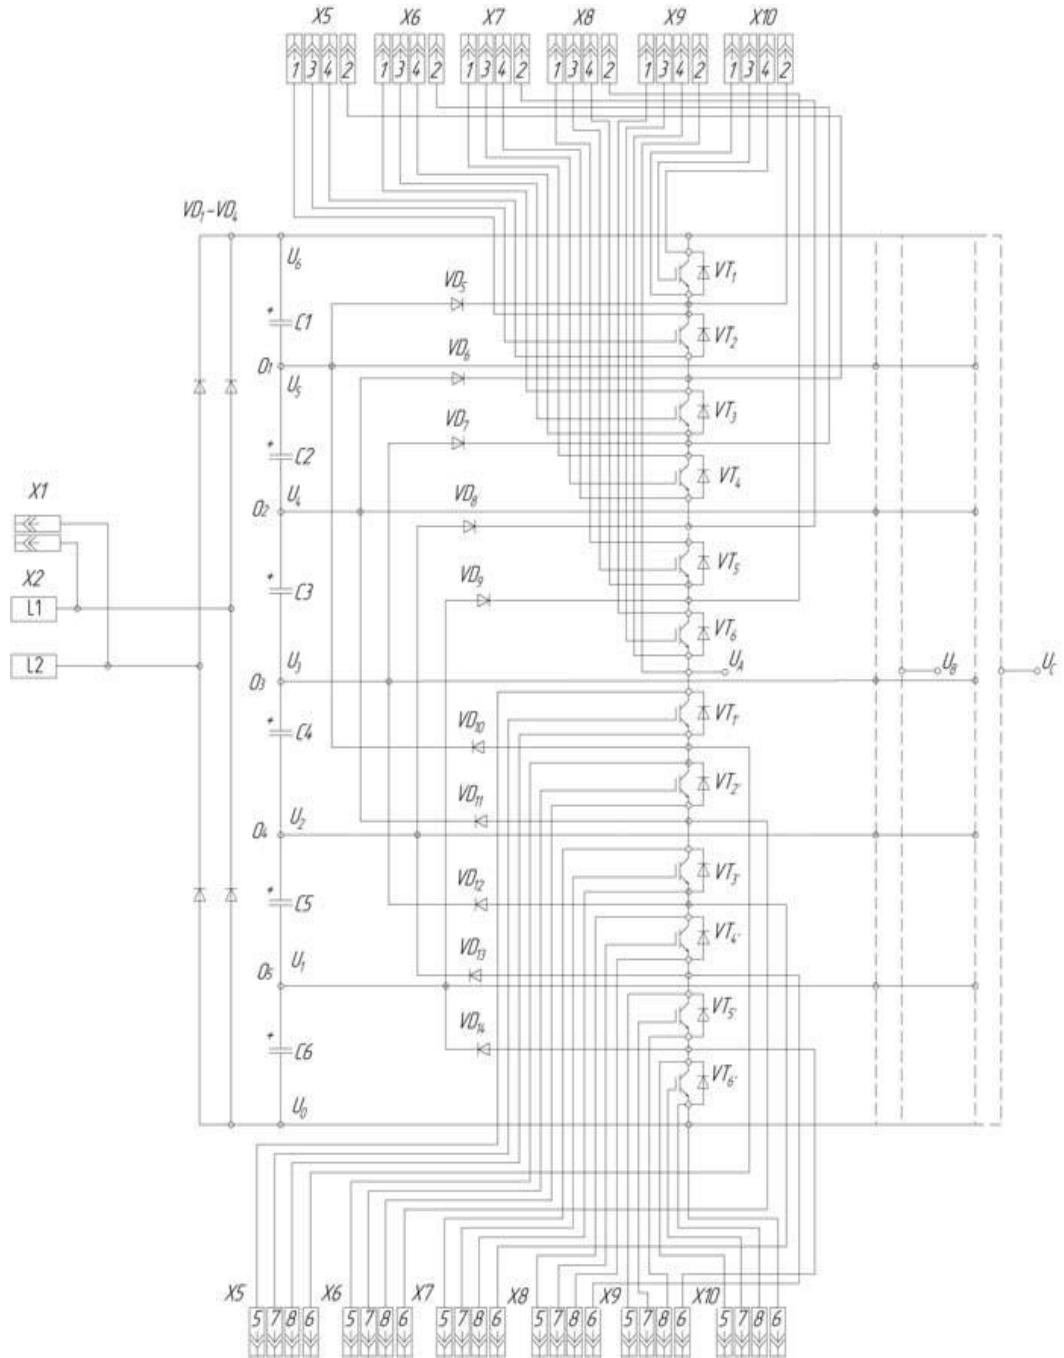 X5 X6 X7 X8 X9 X10
1 3 4 2 1 3 4 2 1 3 4 2 1 3 4 2 1 3 4 2 1 3 4 2
VD1-VD4
U6
VD5
VT1
C1
VT2
O1
U5
VD6
VD7
VT3
C2
U4
O2
VD8
VT4
X1
C3
VD9
VT5
X2
L1
VT6
L2
U3
UA
UB
UC
O3
C4
VD10
VT1'
VD11
VT2'
U2
O4
VD12
VT3'
C5
VD13
VT4'
U1
O5
VD14
VT5'
C6
VT6'
U0
X5 X6 X7 X8 X9 X10
5 7 8 6 5 7 8 6 5 7 8 6 5 7 8 6 5 7 8 6 5 7 8 6